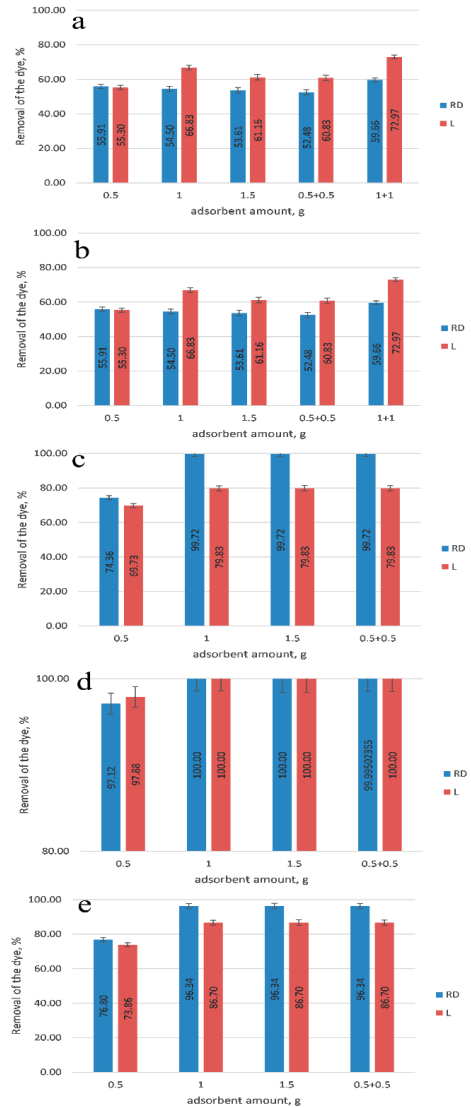 a
100.00
80.00
60.00
40.00
20.00
0.00
Removal of the dye, %
55.91 55.30 54.50 66.83 53.61 61.16 52.48 60.83 59.66 72.97
0.5 1 1.5 0.5+0.5 1+1
adsorbent amount, g
RD
L
b
100.00
80.00
60.00
40.00
20.00
0.00
Removal of the dye, %
55.91 55.30 54.50 66.83 53.61 61.16 52.48 60.83 59.66 72.97
0.5 1 1.5 0.5+0.5 1+1
adsorbent amount, g
RD
L
c
100.00
80.00
60.00
40.00
20.00
0.00
Removal of the dye, %
74.36 69.73 99.72 79.83 99.72 79.83 99.72 79.83
0.5 1 1.5 0.5+0.5
adsorbent amount, g
RD
L
d
100.00
80.00
Removal of the dye, %
97.12 97.88 100.00 100.00 100.00 100.00 99.99502355 100.00
0.5 1 1.5 0.5+0.5
adsorbent amount, g
RD
L
e
100.00
80.00
60.00
40.00
20.00
0.00
Removal of the dye, %
76.80 73.86 96.34 86.70 96.34 86.70 96.34 86.70
0.5 1 1.5 0.5+0.5
adsorbent amount, g
RD
L